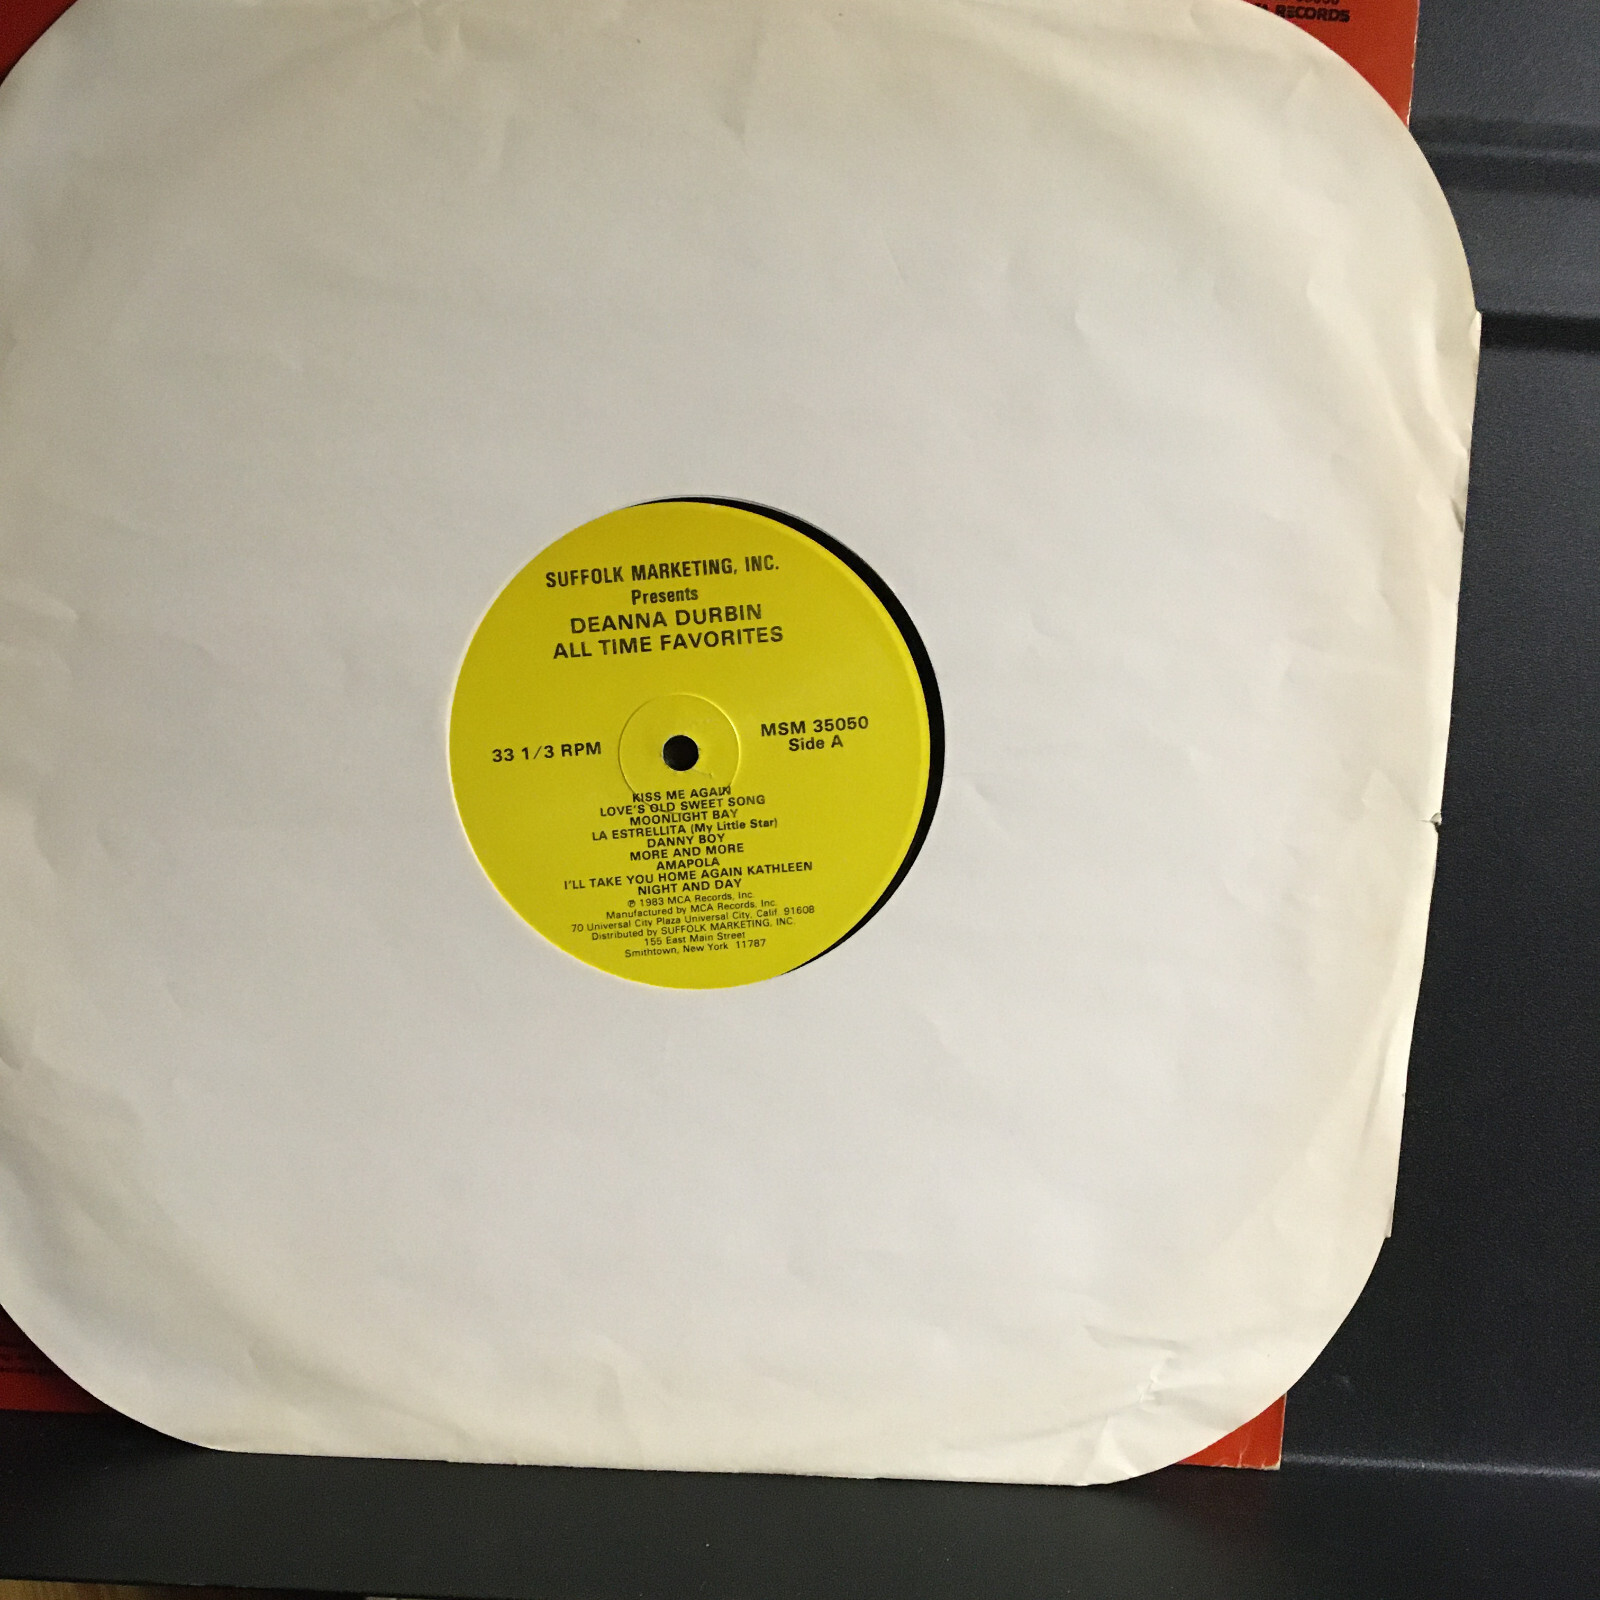 RECORDS
SUFFOLK MARKETING, INC.
Presents
DEANNA DURBIN
ALL TIME FAVORITES
33 1/3 RPM
MSM 35050
Side A
KISS ME AGAIN
LOVE'S OLD SWEET SONG
MOONLIGHT BAY
LA ESTRELLITA (My Little Star)
DANNY BOY
MORE AND MORE
AMAPOLA
I'LL TAKE YOU HOME AGAIN KATHLEEN
NIGHT AND DAY
℗ 1983 MCA Records, Inc.
Manufactured by MCA Records, Inc.
70 Universal City Plaza Universal City, Calif. 91608
Distributed by SUFFOLK MARKETING, INC.
155 East Main Street
Smithtown, New York 11787